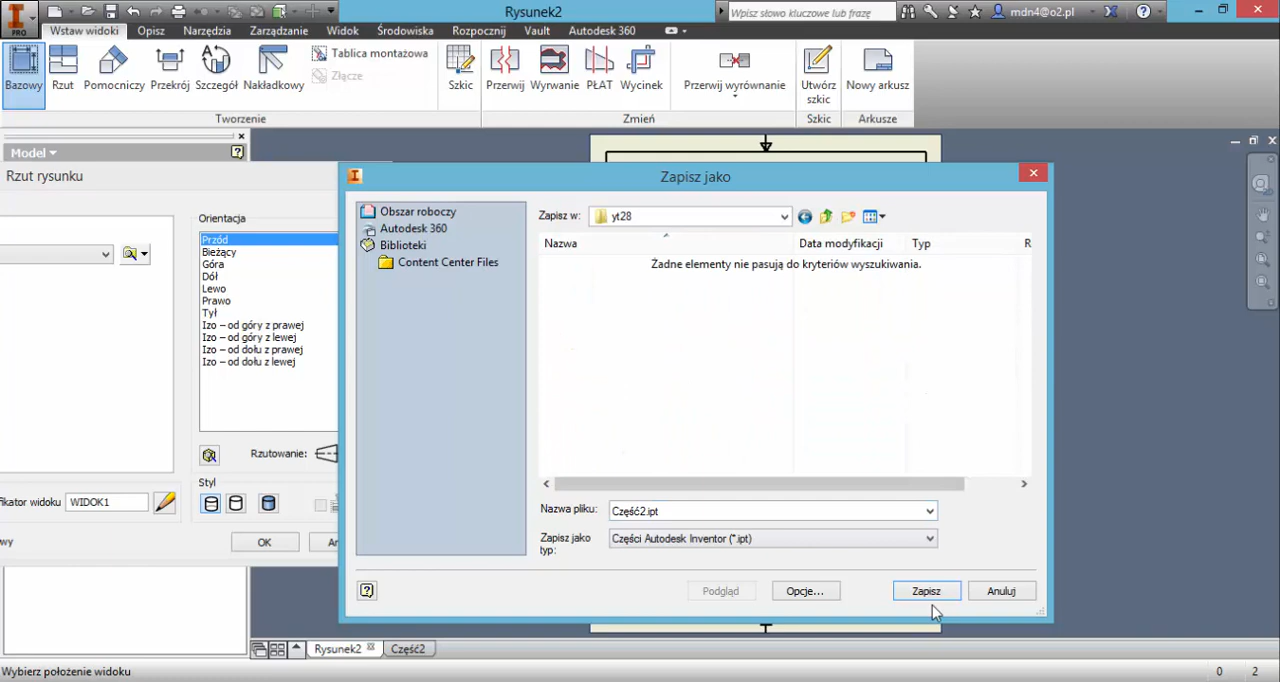 Rysunek2
Wpisz słowo kluczowe lub frazę
mdn4@o2.pl
PRO
Wstaw widoki
Opisz
Narzędzia
Zarządzanie
Widok
Środowiska
Rozpocznij
Vault
Autodesk 360
Bazowy
Rzut
Pomocniczy
Przekrój
Szczegół
Nakładkowy
Tablica montażowa
Złącze
Szkic
Przerwij
Wyrwanie
PŁAT
Wycinek
Przerwij wyrównanie
Utwórz szkic
Nowy arkusz
Tworzenie
Zmień
Szkic
Arkusze
Model
Rzut rysunku
Orientacja
Przód
Bieżący
Góra
Dół
Lewo
Prawo
Tył
Izo – od góry z prawej
Izo – od góry z lewej
Izo – od dołu z prawej
Izo – od dołu z lewej
Rzutowanie:
Styl
fikator widoku
WIDOK1
wy
OK
An
Zapisz jako
Obszar roboczy
Autodesk 360
Biblioteki
Content Center Files
Zapisz w:
yt28
Nazwa
Data modyfikacji
Typ
R
Żadne elementy nie pasują do kryteriów wyszukiwania.
Nazwa pliku:
Część2.ipt
Zapisz jako typ:
Części Autodesk Inventor (*.ipt)
Podgląd
Opcje...
Zapisz
Anuluj
Rysunek2
Część2
Wybierz położenie widoku
0
2